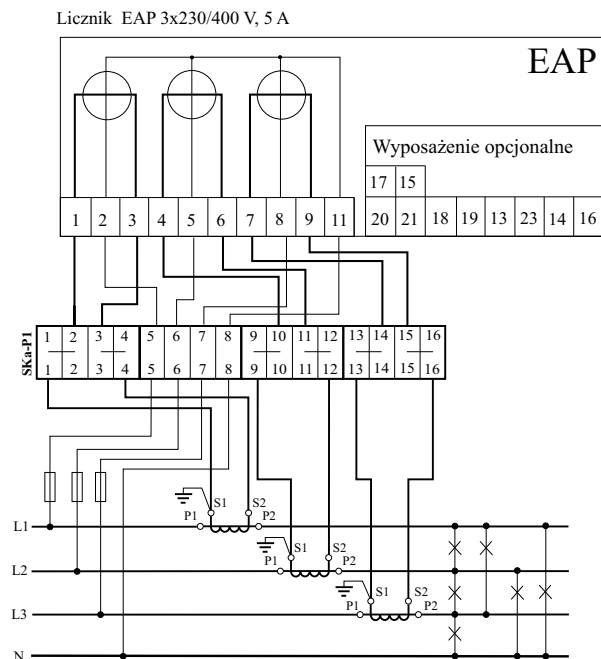 Licznik EAP 3x230/400 V, 5 A
EAP
Wyposażenie opcjonalne
17 15
1 2 3 4 5 6 7 8 9 11
20 21 18 19 13 23 14 16
SKa-P1
1 2 3 4 5 6 7 8 9 10 11 12 13 14 15 16
1 2 3 4 5 6 7 8 9 10 11 12 13 14 15 16
S1 S2
L1 P1 P2
S1 S2
L2 P1 P2
S1 S2
L3 P1 P2
N